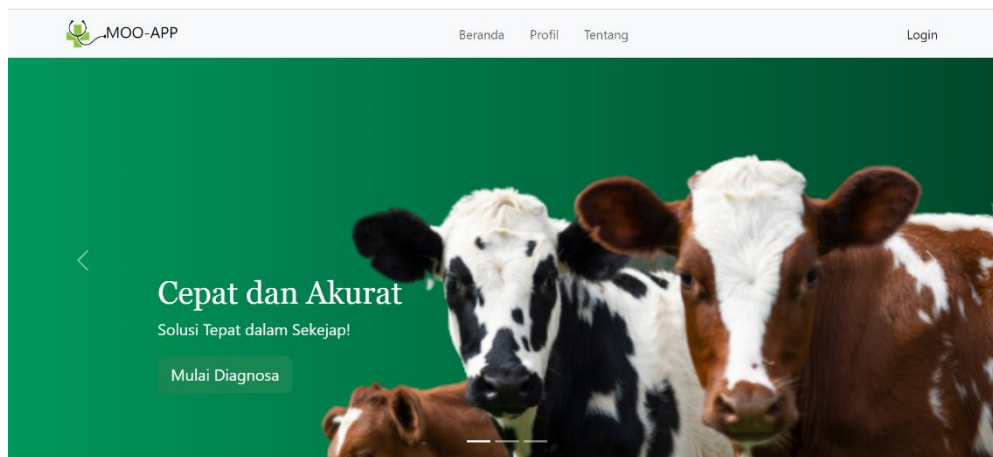 MOO-APP
Beranda Profil Tentang
Login
Cepat dan Akurat
Solusi Tepat dalam Sekejap!
Mulai Diagnosa